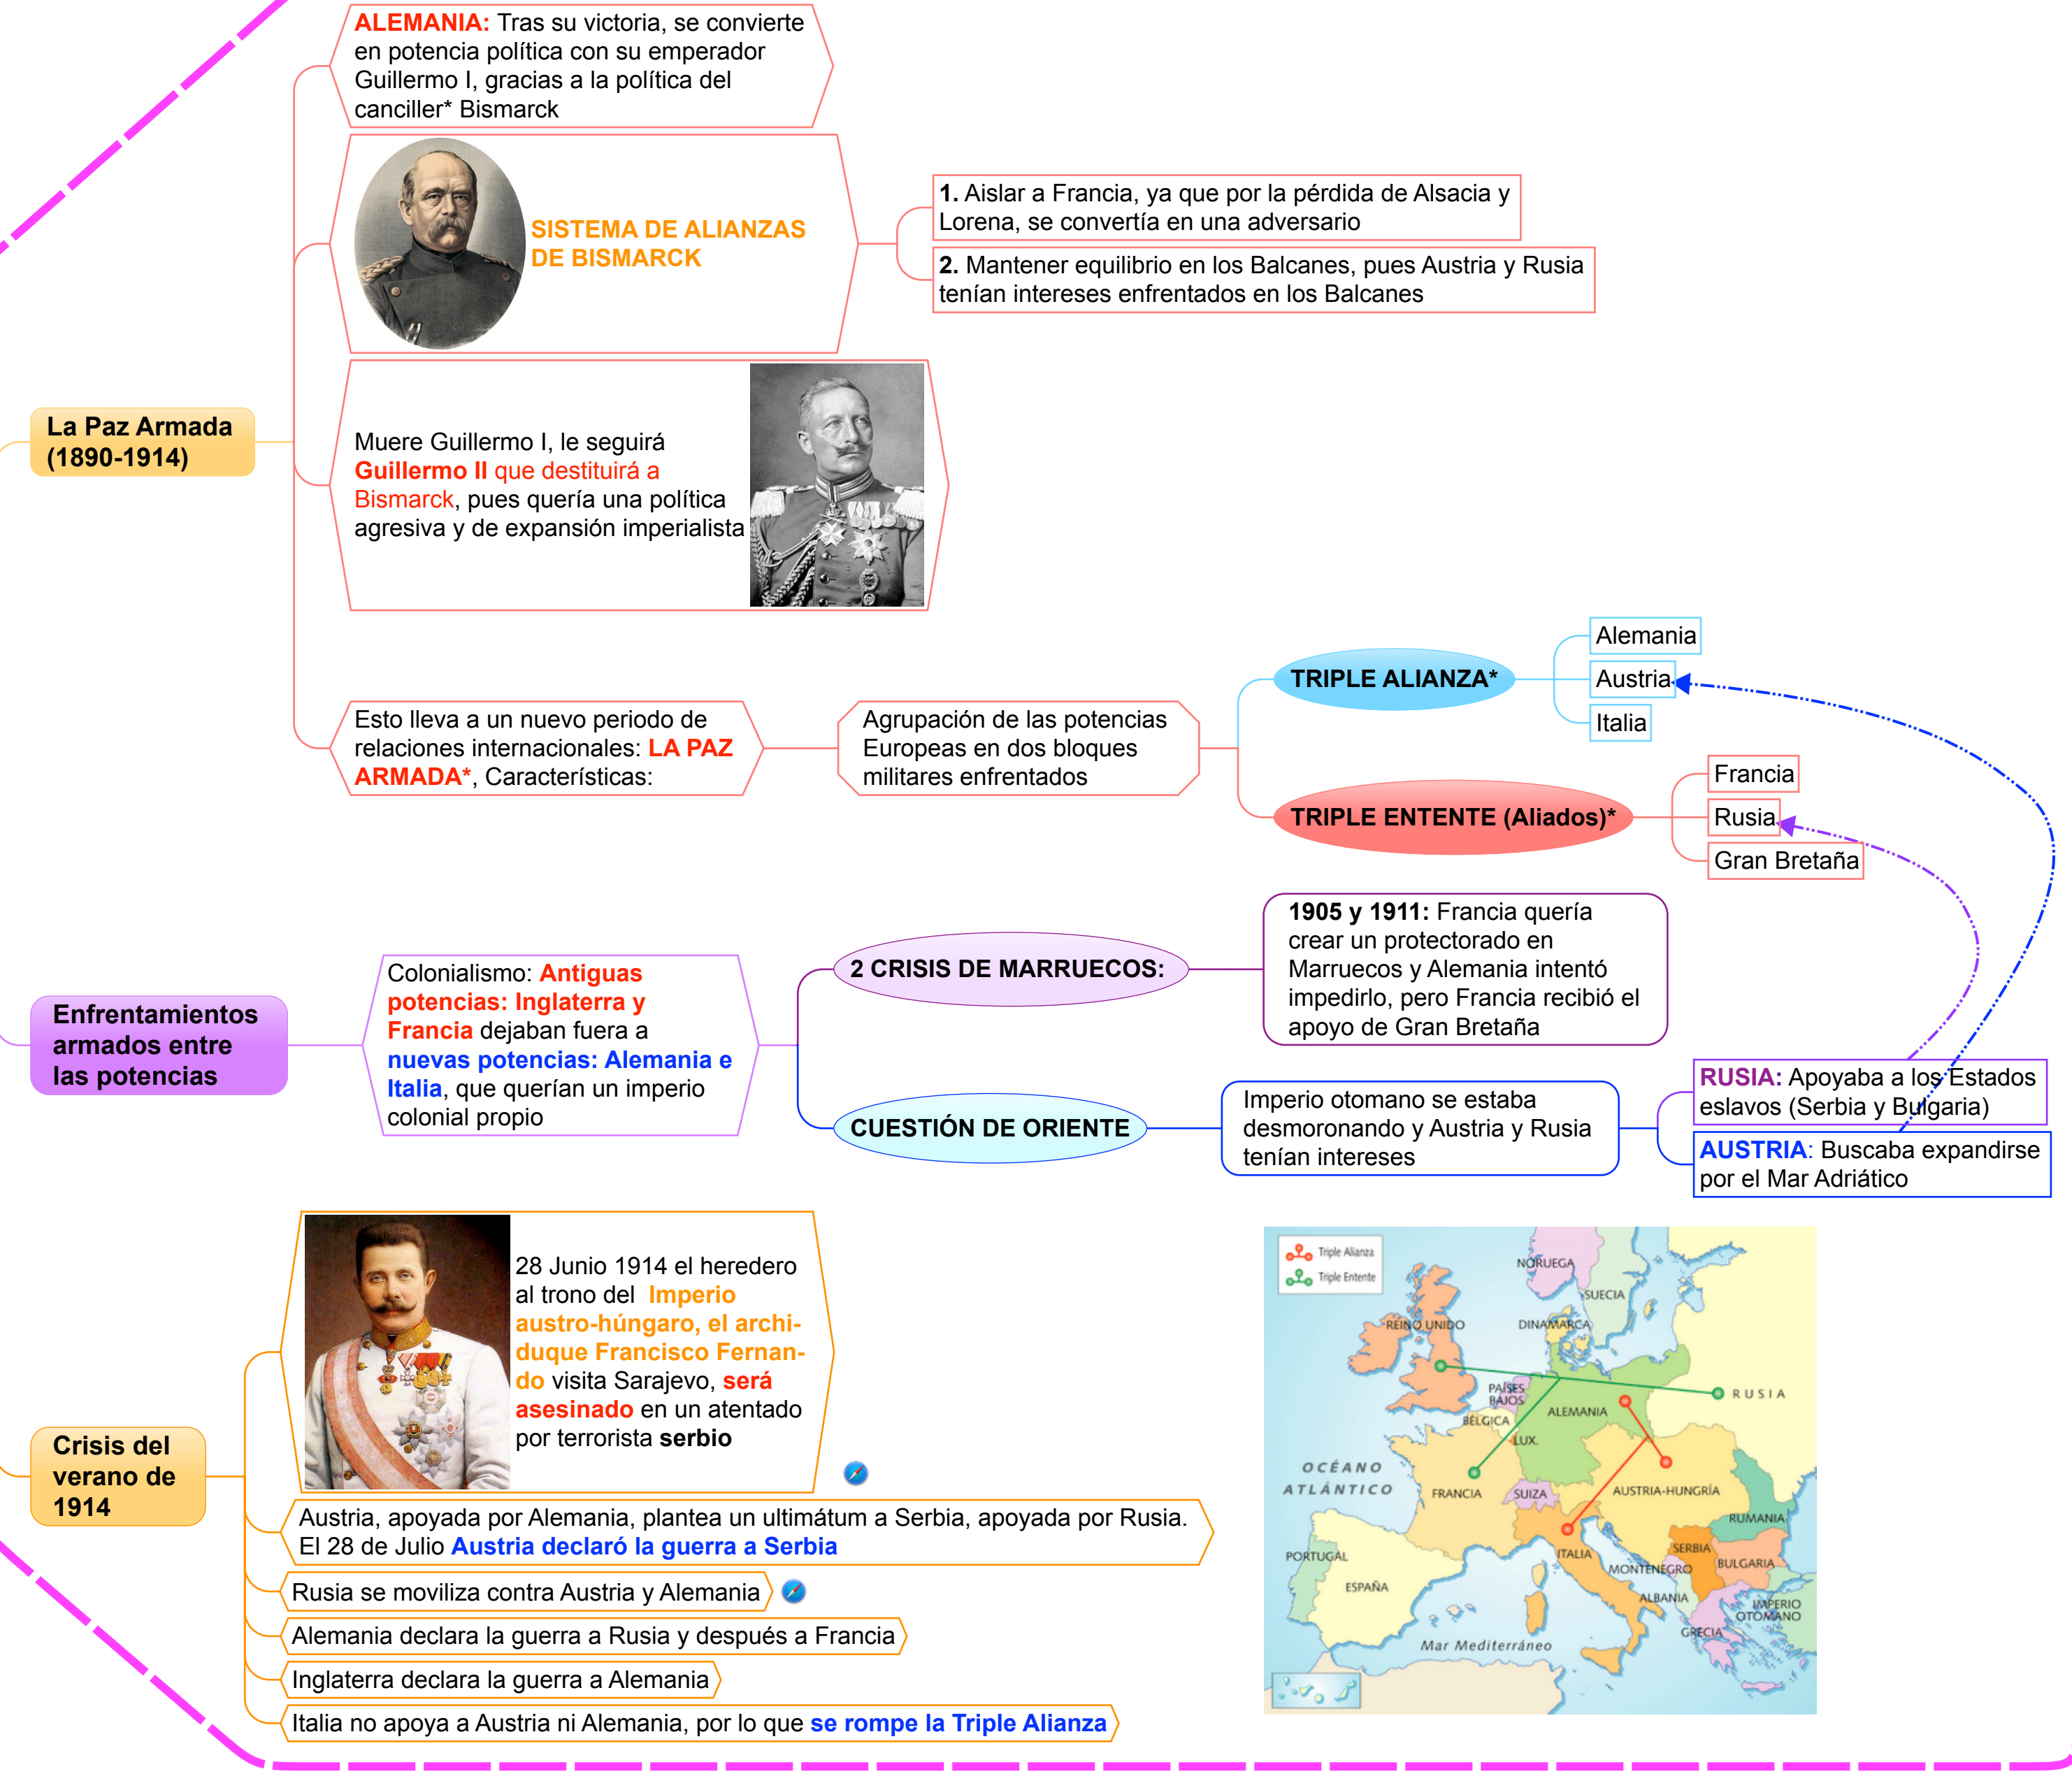 ALEMANIA: Tras su victoria, se convierte
en potencia política con su emperador
Guillermo I, gracias a la política del
canciller* Bismarck
SISTEMA DE ALIANZAS
DE BISMARCK
1. Aislar a Francia, ya que por la pérdida de Alsacia y
Lorena, se convertía en una adversario
2. Mantener equilibrio en los Balcanes, pues Austria y Rusia
tenían intereses enfrentados en los Balcanes
La Paz Armada
(1890-1914)
Muere Guillermo I, le seguirá
Guillermo II que destituirá a
Bismarck, pues quería una política
agresiva y de expansión imperialista
Esto lleva a un nuevo periodo de
relaciones internacionales: LA PAZ
ARMADA*, Características:
Agrupación de las potencias
Europeas en dos bloques
militares enfrentados
TRIPLE ALIANZA*
Alemania
Austria
Italia
TRIPLE ENTENTE (Aliados)*
Francia
Rusia
Gran Bretaña
Enfrentamientos
armados entre
las potencias
Colonialismo: Antiguas
potencias: Inglaterra y
Francia dejaban fuera a
nuevas potencias: Alemania e
Italia, que querían un imperio
colonial propio
2 CRISIS DE MARRUECOS:
1905 y 1911: Francia quería
crear un protectorado en
Marruecos y Alemania intentó
impedirlo, pero Francia recibió el
apoyo de Gran Bretaña
CUESTIÓN DE ORIENTE
Imperio otomano se estaba
desmoronando y Austria y Rusia
tenían intereses
RUSIA: Apoyaba a los Estados
eslavos (Serbia y Bulgaria)
AUSTRIA: Buscaba expandirse
por el Mar Adriático
Crisis del
verano de
1914
28 Junio 1914 el heredero
al trono del Imperio
austro-húngaro, el archi-
duque Francisco Fernan-
do visita Sarajevo, será
asesinado en un atentado
por terrorista serbio
Austria, apoyada por Alemania, plantea un ultimátum a Serbia, apoyada por Rusia.
El 28 de Julio Austria declaró la guerra a Serbia
Rusia se moviliza contra Austria y Alemania
Alemania declara la guerra a Rusia y después a Francia
Inglaterra declara la guerra a Alemania
Italia no apoya a Austria ni Alemania, por lo que se rompe la Triple Alianza
Triple Alianza
Triple Entente
NORUEGA
SUECIA
REINO UNIDO
DINAMARCA
PAÍSES
BAJOS
BÉLGICA
ALEMANIA
RUSIA
LUX.
OCÉANO
ATLÁNTICO
FRANCIA
SUIZA
AUSTRIA-HUNGRÍA
RUMANIA
PORTUGAL
ESPAÑA
ITALIA
SERBIA
MONTENEGRO
BULGARIA
ALBANIA
IMPERIO
OTOMANO
GRECIA
Mar Mediterráneo